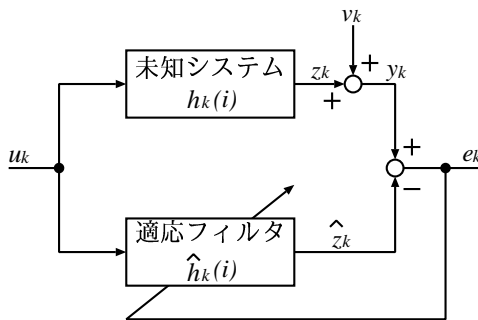 v_k
未知システム
h_k(i)
z_k
+
+
y_k
u_k
+
−
e_k
適応フィルタ
ĥ_k(i)
ẑ_k